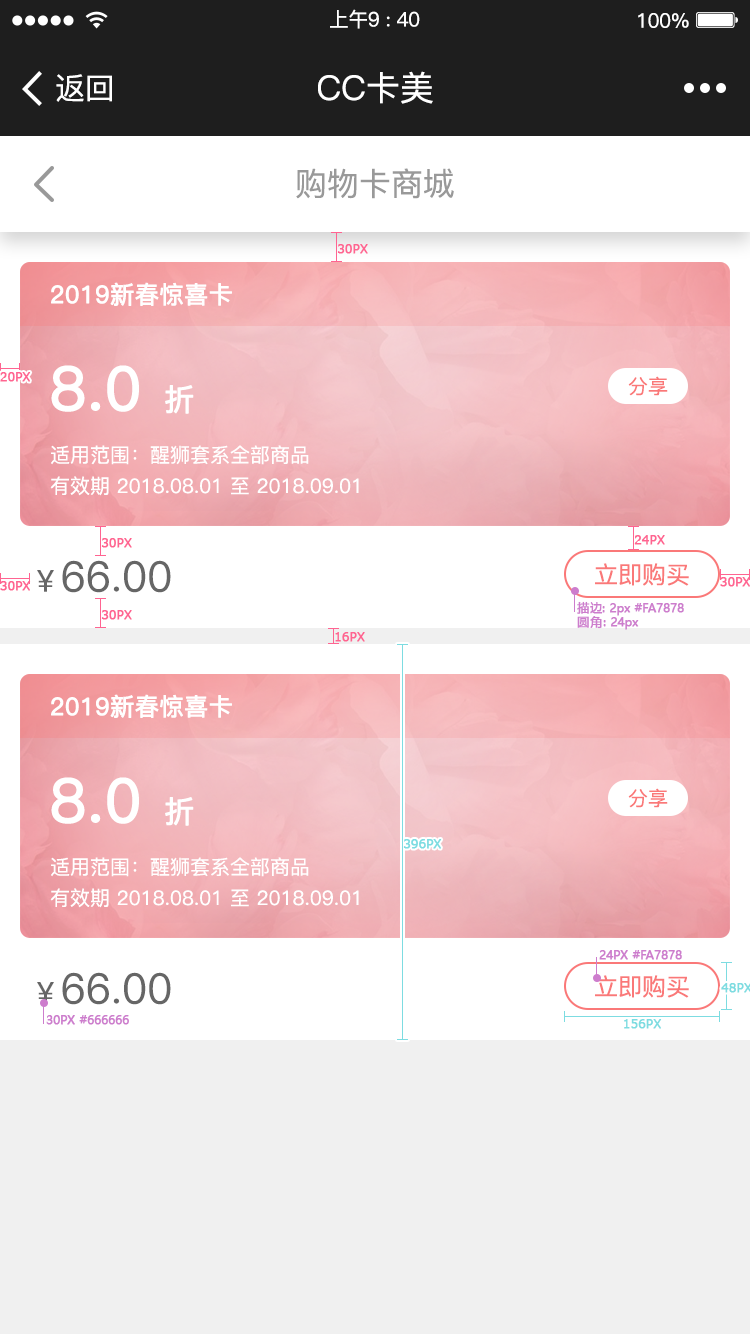 上午9 : 40
100%
返回
CC卡美
购物卡商城
30PX
2019新春惊喜卡
20PX
8.0 折
分享
适用范围：醒狮套系全部商品
有效期 2018.08.01 至 2018.09.01
30PX
24PX
30PX
¥ 66.00
立即购买
30PX
30PX
描边: 2px #FA7878
圆角: 24px
16PX
2019新春惊喜卡
8.0 折
分享
396PX
适用范围：醒狮套系全部商品
有效期 2018.08.01 至 2018.09.01
24PX #FA7878
¥ 66.00
立即购买
48PX
30PX #666666
156PX